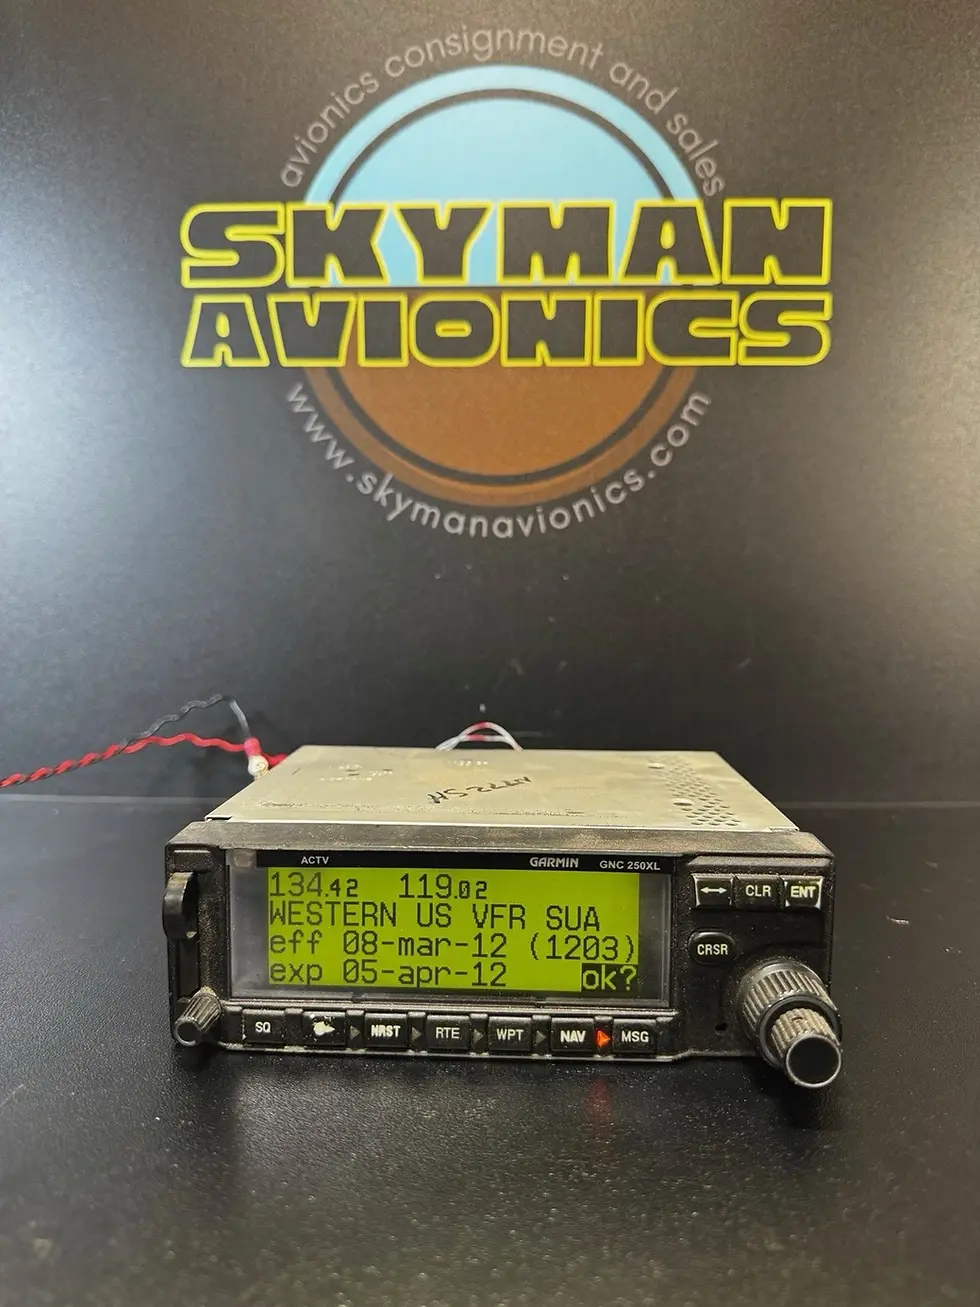 avionics consignment and sales
SKYMAN
AVIONICS
www.skymanavionics.com
ACTV GARMIN GNC 250XL
134.42 119.02
WESTERN US VFR SUA
eff 08-mar-12 (1203)
exp 05-apr-12 ok?
CLR ENT
CRSR
SQ NRST RTE WPT NAV MSG